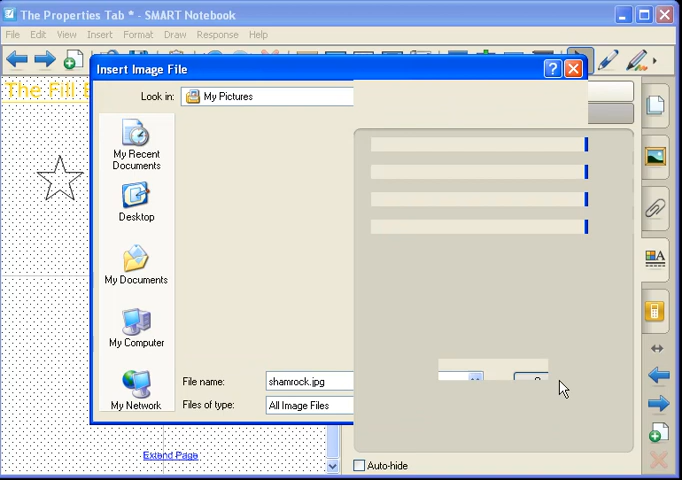 The Properties Tab * - SMART Notebook
File Edit View Insert Format Draw Response Help
Insert Image File
The Fill
Look in: My Pictures
My Recent
Documents
Desktop
My Documents
My Computer
My Network
File name: shamrock.jpg
Files of type: All Image Files
Extend Page
Auto-hide